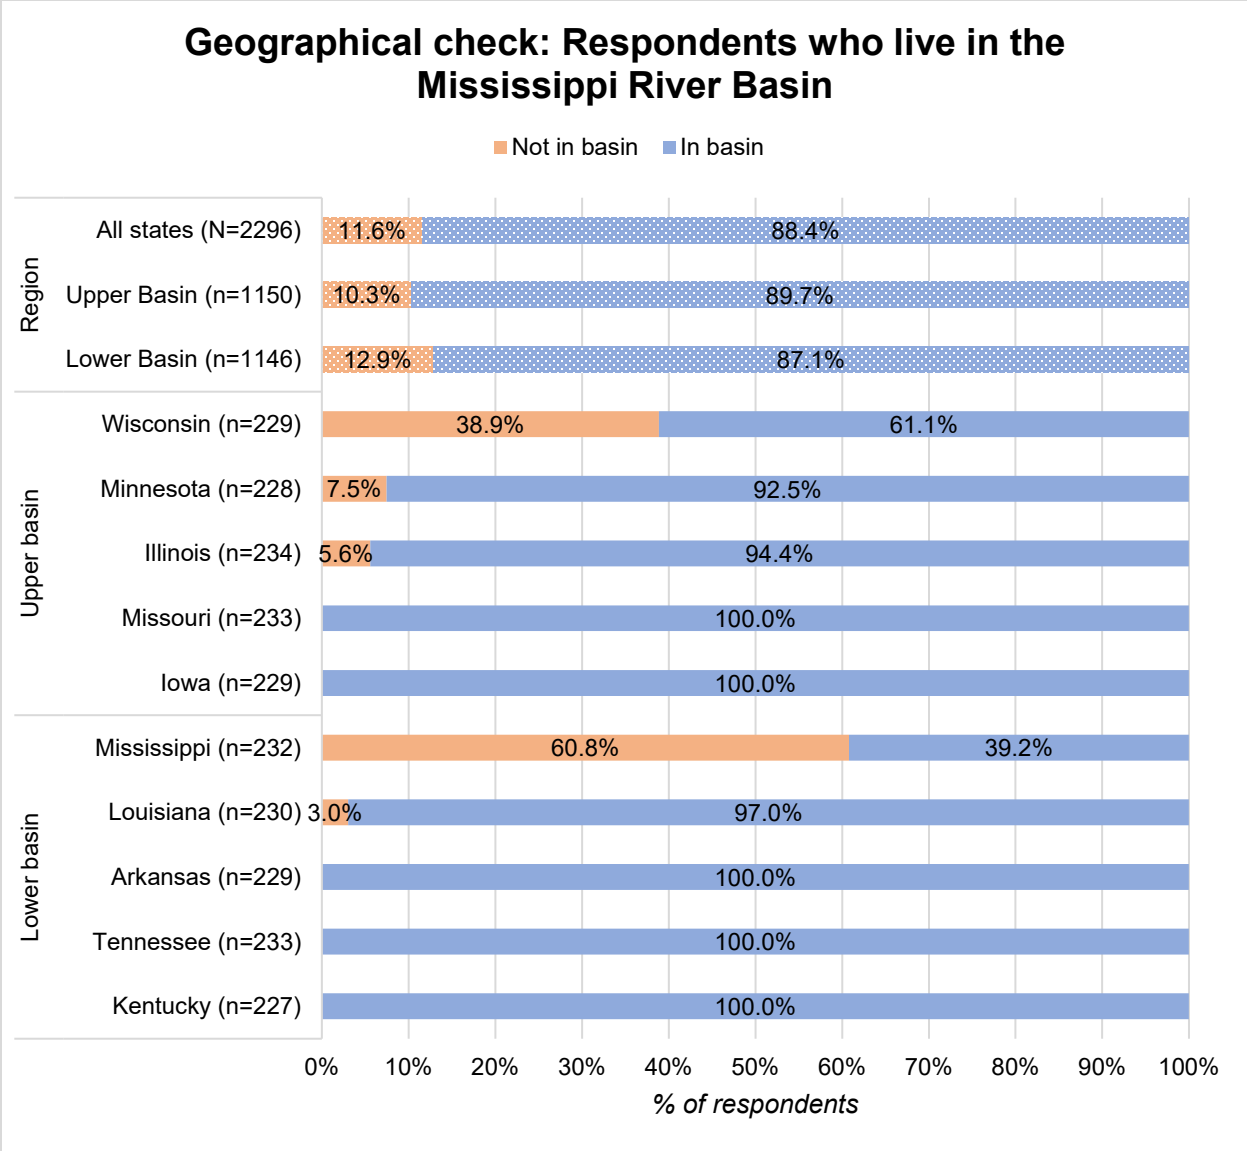 Geographical check: Respondents who live in the
Mississippi River Basin
Not in basin In basin
Region
All states (N=2296) 11.6% 88.4%
Upper Basin (n=1150) 10.3% 89.7%
Lower Basin (n=1146) 12.9% 87.1%
Upper basin
Wisconsin (n=229) 38.9% 61.1%
Minnesota (n=228) 7.5% 92.5%
Illinois (n=234) 5.6% 94.4%
Missouri (n=233) 100.0%
Iowa (n=229) 100.0%
Lower basin
Mississippi (n=232) 60.8% 39.2%
Louisiana (n=230) 3.0% 97.0%
Arkansas (n=229) 100.0%
Tennessee (n=233) 100.0%
Kentucky (n=227) 100.0%
0% 10% 20% 30% 40% 50% 60% 70% 80% 90% 100%
% of respondents